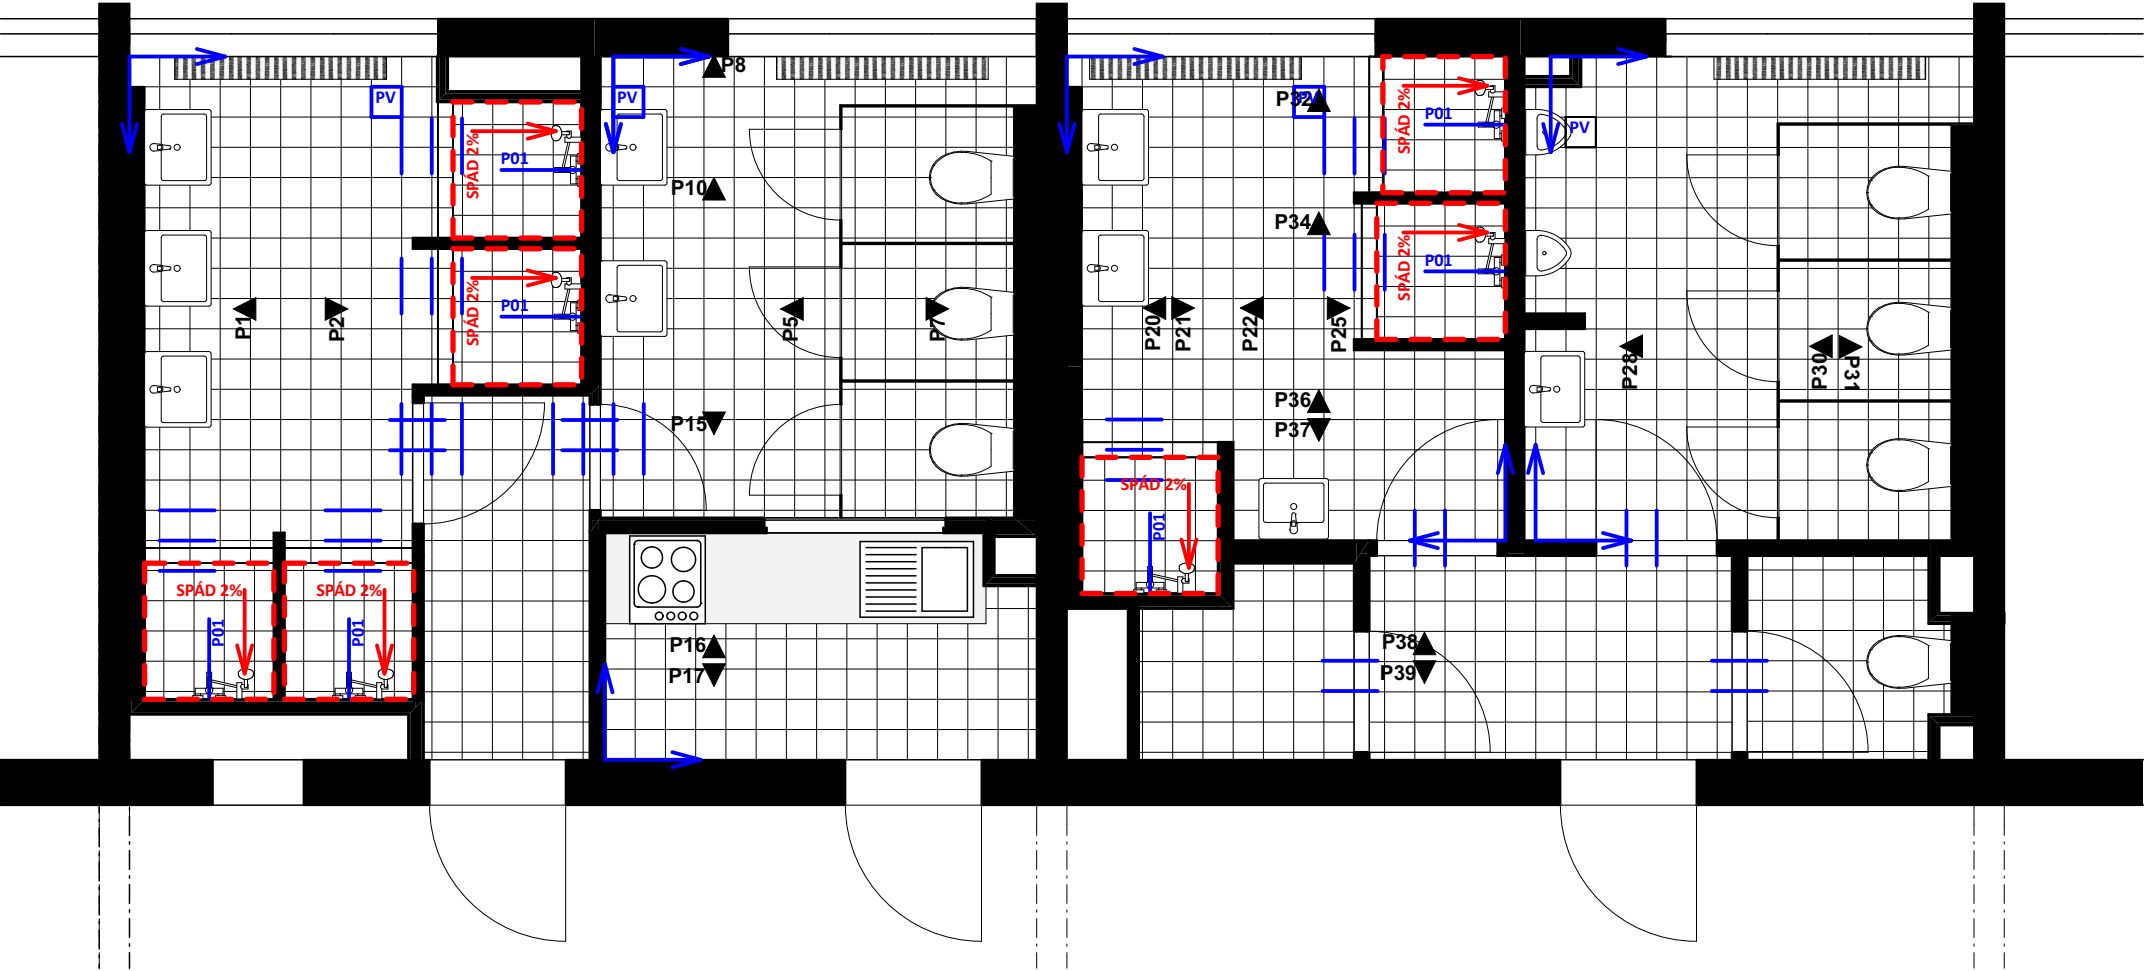 P8
PV
PV
PV
P32
SPÁD 2%
P01
PV
SPÁD 2%
P01
P10
P34
SPÁD 2%
P01
SPÁD 2%
P01
P1
P2
P5
P7
P20
P21
P22
P25
P28
P30
P31
P15
P36
P37
SPÁD 2%
P01
SPÁD 2%
P01
SPÁD 2%
P01
P16
P17
P38
P39